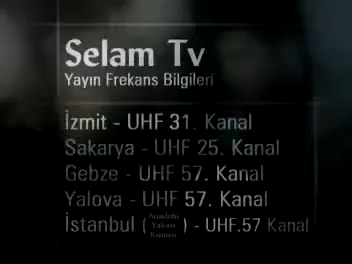 Selam Tv
Yayın Frekans Bilgileri
İzmit - UHF 31. Kanal
Sakarya - UHF 25. Kanal
Gebze - UHF 57. Kanal
Yalova - UHF 57. Kanal
İstanbul (Anadolu Yakası Kısmen) - UHF.57 Kanal